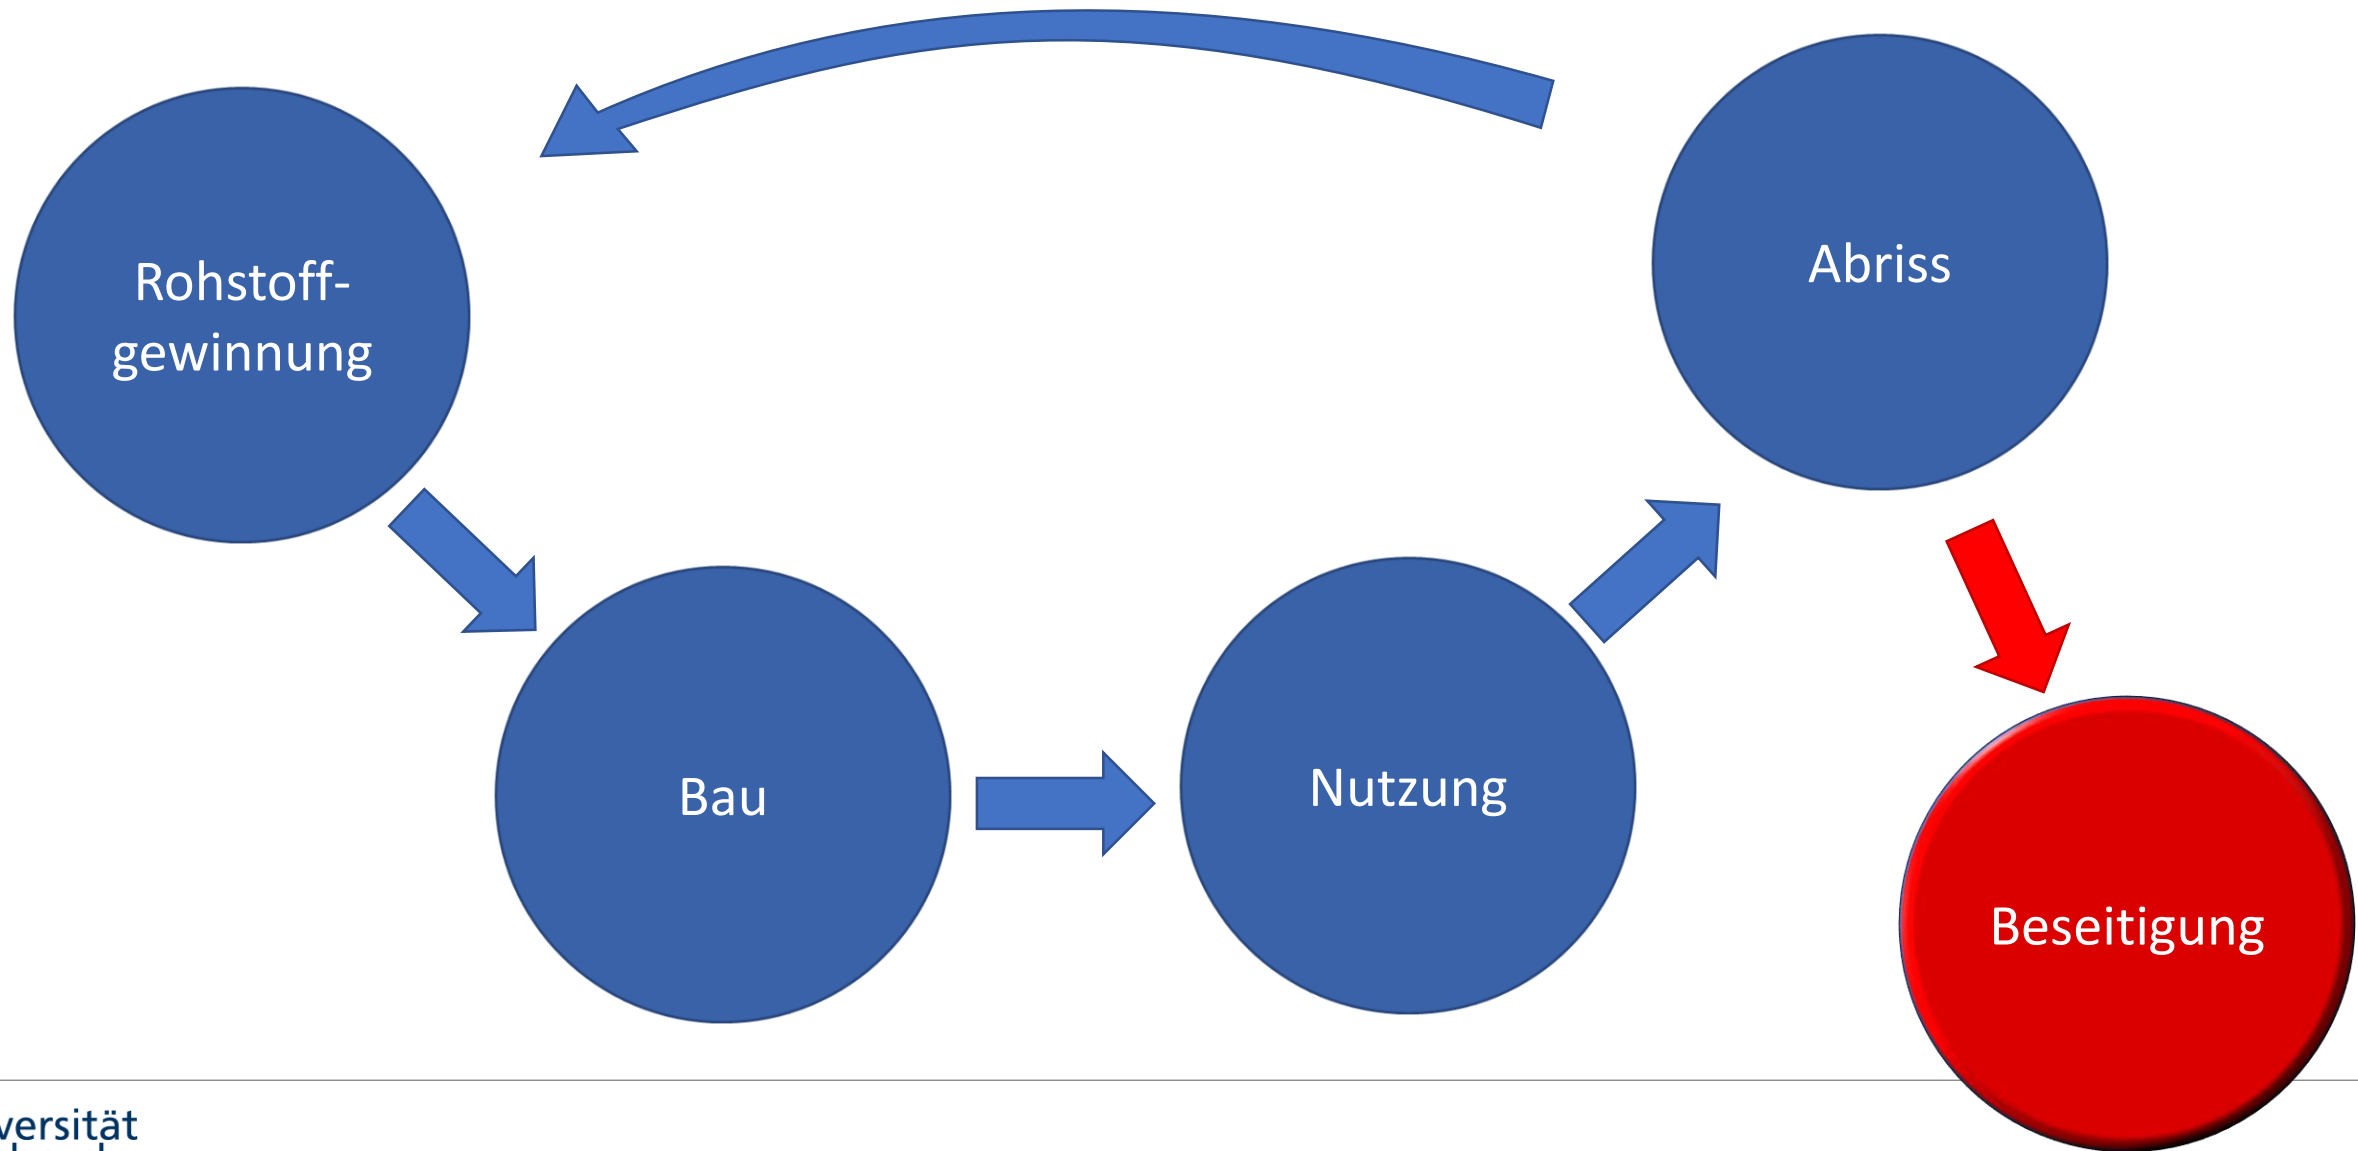 Rohstoff-
gewinnung
Abriss
Bau
Nutzung
Beseitigung
versität